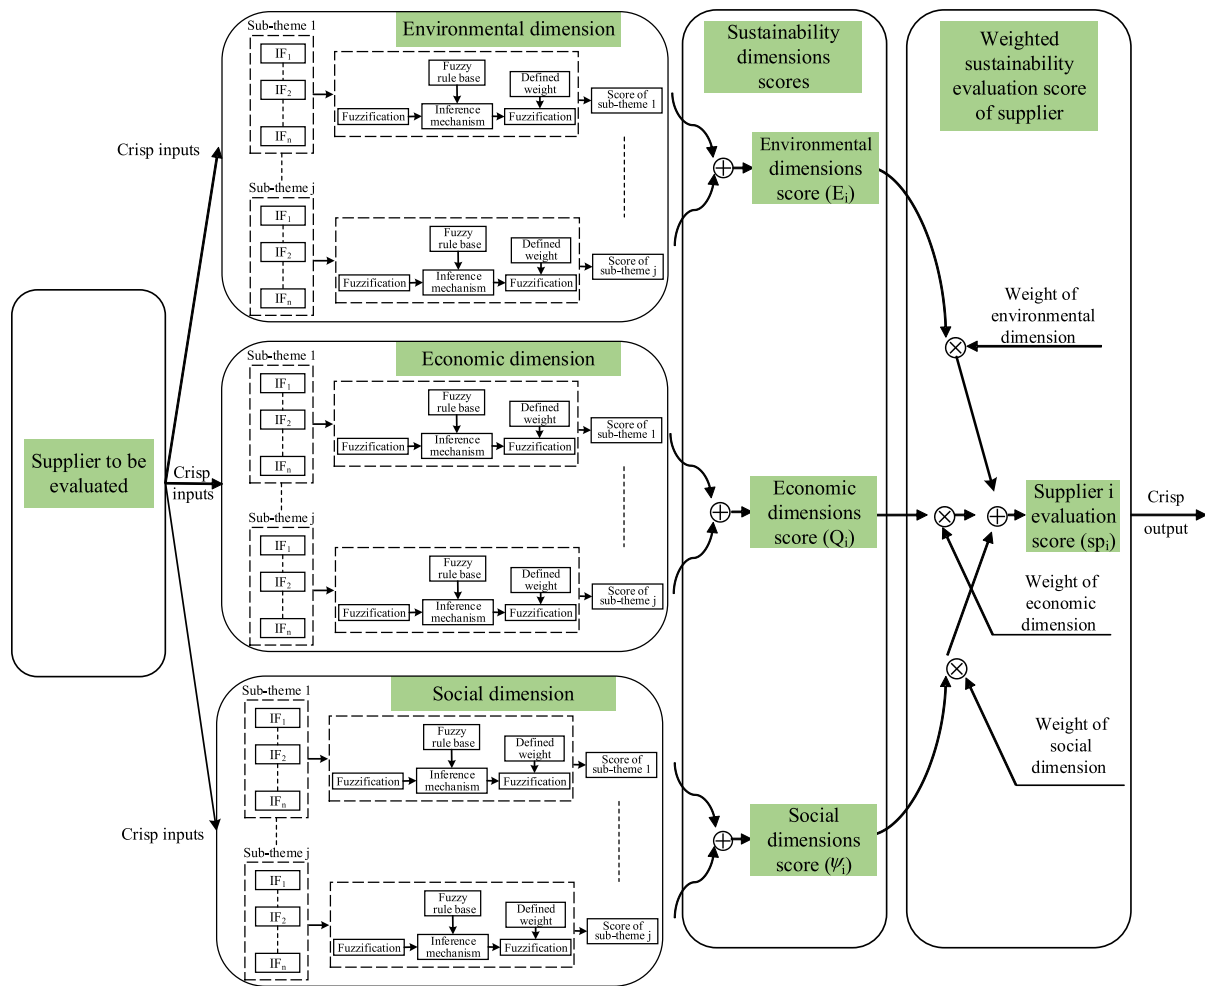 Supplier to be
evaluated
Crisp inputs
Crisp
inputs
Crisp inputs
Environmental dimension
Sub-theme 1
IF1
IF2
IFn
Fuzzy
rule base
Defined
weight
Fuzzification
Inference
mechanism
Fuzzification
Score of
sub-theme 1
Sub-theme j
IF1
IF2
IFn
Fuzzy
rule base
Defined
weight
Fuzzification
Inference
mechanism
Fuzzification
Score of
sub-theme j
Economic dimension
Sub-theme 1
IF1
IF2
IFn
Fuzzy
rule base
Defined
weight
Fuzzification
Inference
mechanism
Fuzzification
Score of
sub-theme 1
Sub-theme j
IF1
IF2
IFn
Fuzzy
rule base
Defined
weight
Fuzzification
Inference
mechanism
Fuzzification
Score of
sub-theme j
Social dimension
Sub-theme 1
IF1
IF2
IFn
Fuzzy
rule base
Defined
weight
Fuzzification
Inference
mechanism
Fuzzification
Score of
sub-theme 1
Sub-theme j
IF1
IF2
IFn
Fuzzy
rule base
Defined
weight
Fuzzification
Inference
mechanism
Fuzzification
Score of
sub-theme j
Sustainability
dimensions
scores
Environmental
dimensions
score (Ei)
Economic
dimensions
score (Qi)
Social
dimensions
score (ψi)
Weighted
sustainability
evaluation score
of supplier
Weight of
environmental
dimension
Supplier i
evaluation
score (spi)
Weight of
economic
dimension
Weight of
social
dimension
Crisp
output